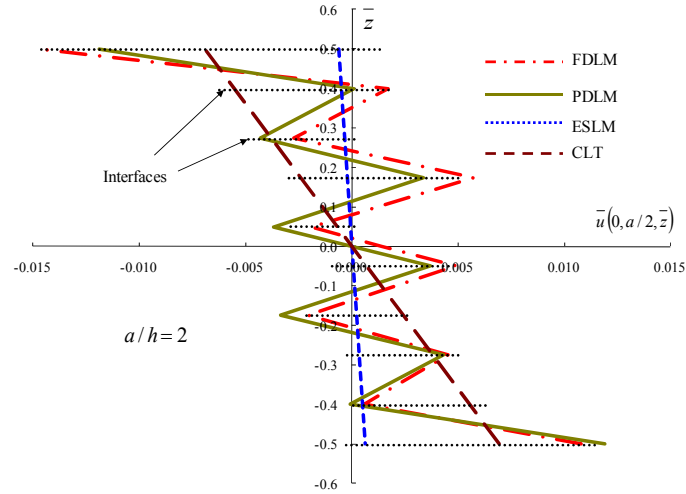 0.6
z̅
0.5
0.4
0.3
0.2
0.1
0.0
-0.1
-0.2
-0.3
-0.4
-0.5
-0.6
FDLM
PDLM
ESLM
CLT
Interfaces
u̅(0,a/2,z̅)
-0.015
-0.010
-0.005
0.000
0.005
0.010
0.015
a/h=2